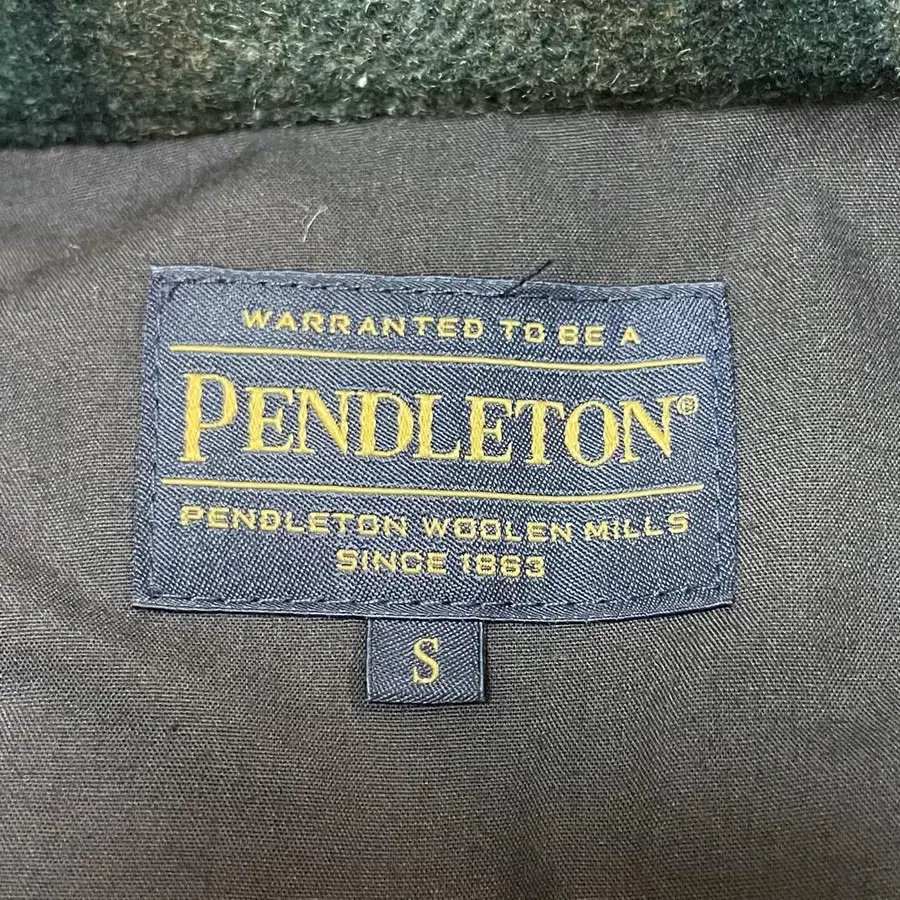 WARRANTED TO BE A
PENDLETON®
PENDLETON WOOLEN MILLS
SINCE 1863
S